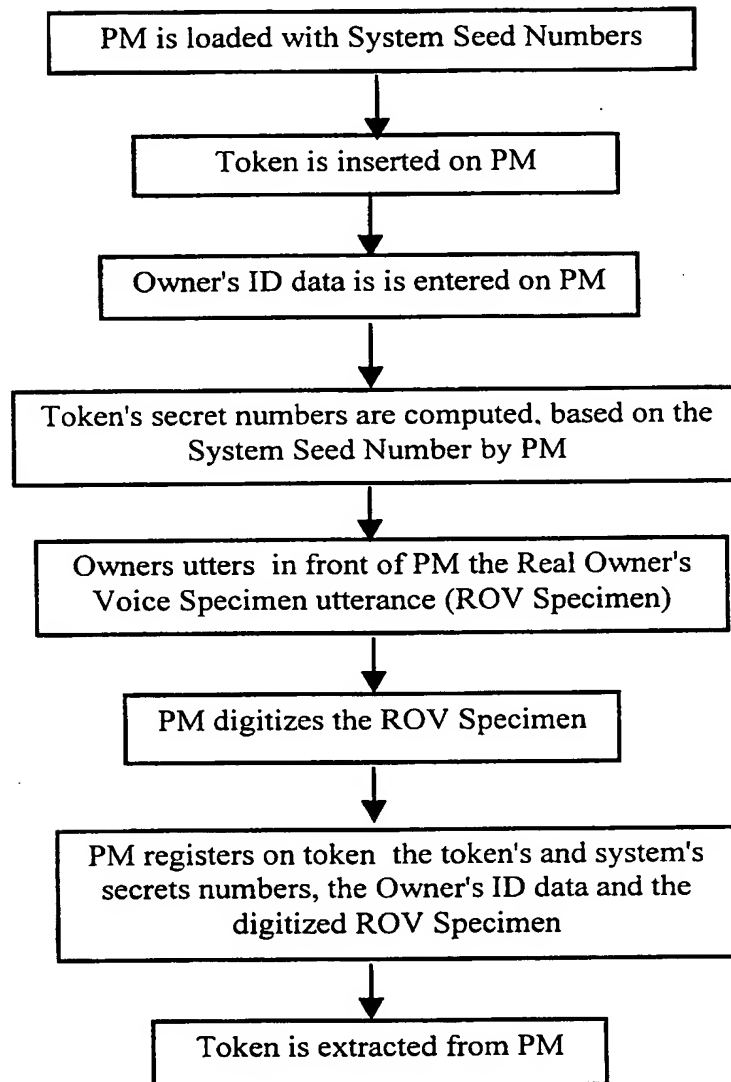 PM is loaded with System Seed Numbers
Token is inserted on PM
Owner's ID data is is entered on PM
Token's secret numbers are computed, based on the
System Seed Number by PM
Owners utters in front of PM the Real Owner's
Voice Specimen utterance (ROV Specimen)
PM digitizes the ROV Specimen
PM registers on token the token's and system's
secrets numbers, the Owner's ID data and the
digitized ROV Specimen
Token is extracted from PM